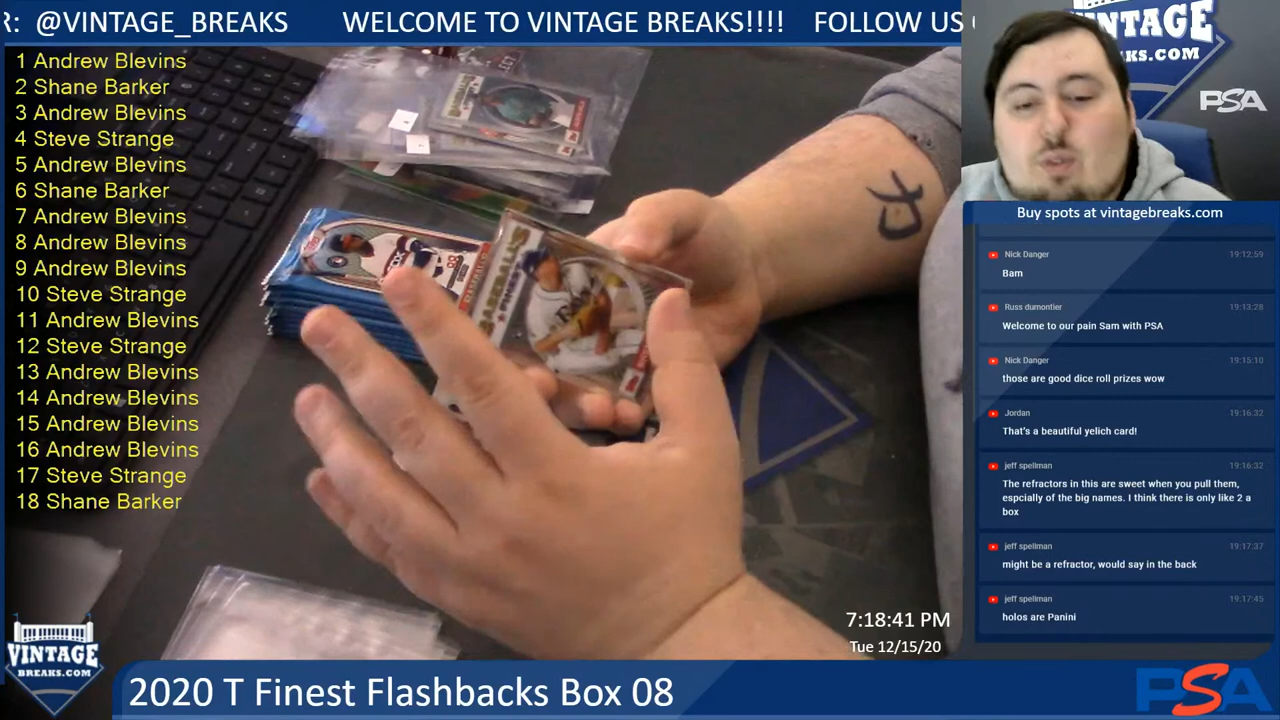 R: @VINTAGE_BREAKS WELCOME TO VINTAGE BREAKS!!!! FOLLOW US
1 Andrew Blevins
2 Shane Barker
3 Andrew Blevins
4 Steve Strange
5 Andrew Blevins
6 Shane Barker
7 Andrew Blevins
8 Andrew Blevins
9 Andrew Blevins
10 Steve Strange
11 Andrew Blevins
12 Steve Strange
13 Andrew Blevins
14 Andrew Blevins
15 Andrew Blevins
16 Andrew Blevins
17 Steve Strange
18 Shane Barker
BASEBALL'S
FINEST
力
VINTAGE
KS.COM
PSA
Buy spots at vintagebreaks.com
Nick Danger 19:12:59
Bam
Russ dumontier 19:13:28
Welcome to our pain Sam with PSA
Nick Danger 19:15:10
those are good dice roll prizes wow
Jordan 19:16:32
That's a beautiful yelich card!
jeff spellman 19:16:32
The refractors in this are sweet when you pull them,
espcially of the big names. I think there is only like 2 a
box
jeff spellman 19:17:37
might be a refractor, would say in the back
jeff spellman 19:17:45
holos are Panini
7:18:41 PM
Tue 12/15/20
VINTAGE
BREAKS.COM
2020 T Finest Flashbacks Box 08
PSA